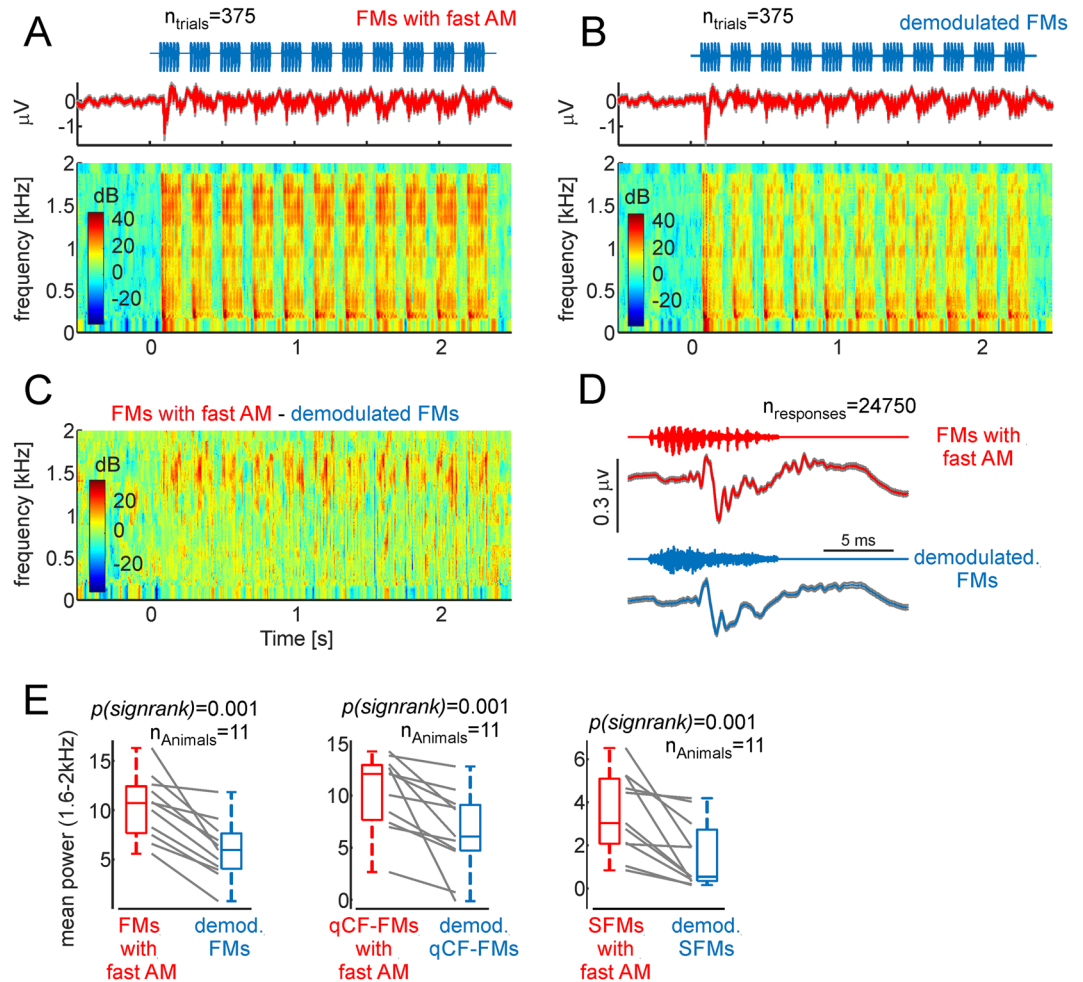 A
n trials=375
FMs with fast AM
μV
0
-1
frequency [kHz]
2
1.5
1
0.5
0
dB
40
20
0
-20
0
1
2
B
n trials=375
demodulated FMs
μV
0
-1
frequency [kHz]
2
1.5
1
0.5
0
dB
40
20
0
-20
0
1
2
C
FMs with fast AM - demodulated FMs
frequency [kHz]
2
1.5
1
0.5
0
dB
20
0
-20
0
1
2
Time [s]
D
n responses=24750
FMs with
fast AM
0.3 μv
5 ms
demodulated.
FMs
E
mean power (1.6-2kHz)
p(signrank)=0.001
n Animals=11
15
10
5
FMs
with
fast AM
demod.
FMs
p(signrank)=0.001
n Animals=11
15
10
5
0
qCF-FMs
with
fast AM
demod.
qCF-FMs
p(signrank)=0.001
n Animals=11
6
4
2
0
SFMs
with
fast AM
demod.
SFMs